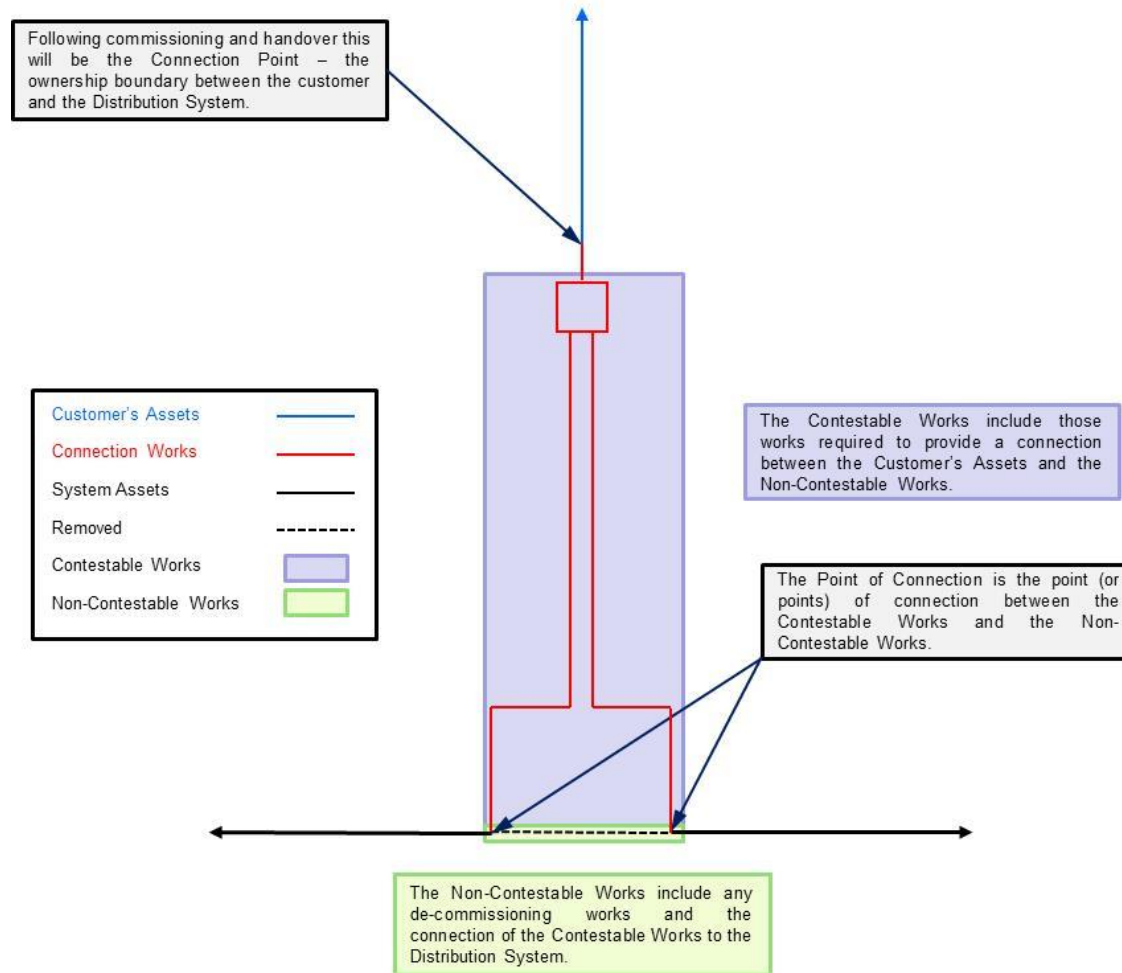 Following commissioning and handover this
will be the Connection Point – the
ownership boundary between the customer
and the Distribution System.
Customer's Assets
Connection Works
System Assets
Removed
Contestable Works
Non-Contestable Works
The Contestable Works include those
works required to provide a connection
between the Customer's Assets and the
Non-Contestable Works.
The Point of Connection is the point (or
points) of connection between the
Contestable Works and the Non-
Contestable Works.
The Non-Contestable Works include any
de-commissioning works and the
connection of the Contestable Works to the
Distribution System.